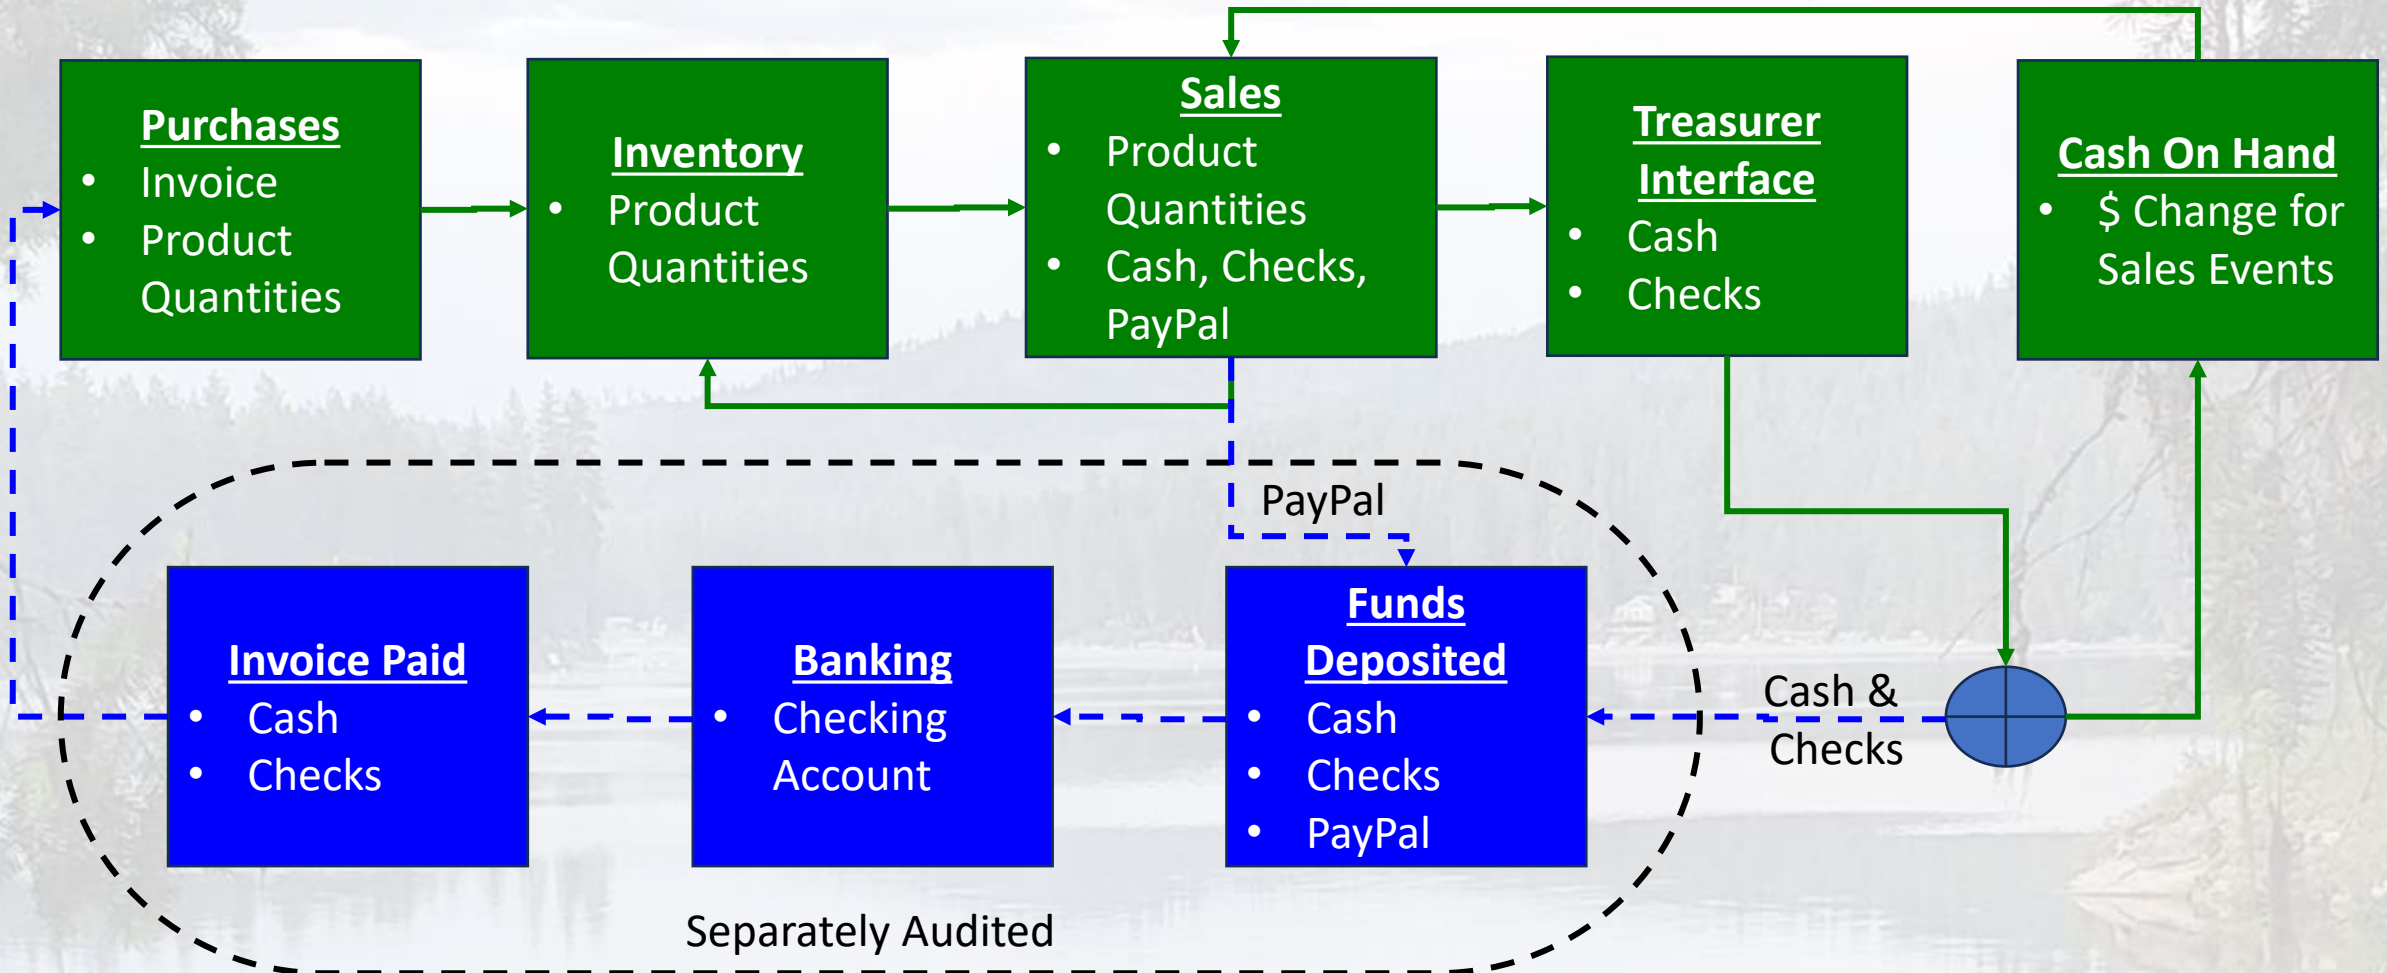 Purchases
• Invoice
• Product
Quantities
Inventory
• Product
Quantities
Sales
• Product
Quantities
• Cash, Checks,
PayPal
Treasurer
Interface
• Cash
• Checks
Cash On Hand
• $ Change for
Sales Events
PayPal
Invoice Paid
• Cash
• Checks
Banking
• Checking
Account
Funds
Deposited
• Cash
• Checks
• PayPal
Cash &
Checks
Separately Audited